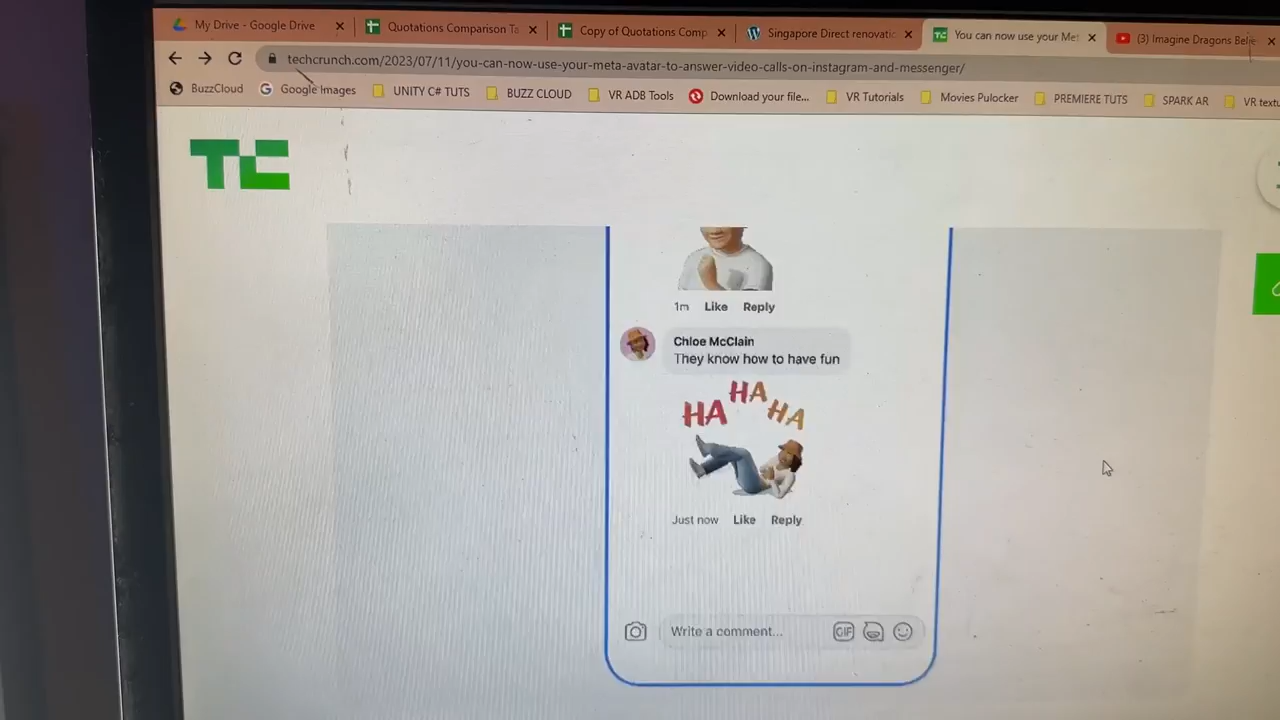 My Drive - Google Drive
Quotations Comparison Ta
Copy of Quotations Comp
Singapore Direct renovatic
You can now use your Met
(3) Imagine Dragons Belie
techcrunch.com/2023/07/11/you-can-now-use-your-meta-avatar-to-answer-video-calls-on-instagram-and-messenger/
BuzzCloud
Google Images
UNITY C# TUTS
BUZZ CLOUD
VR ADB Tools
Download your file...
VR Tutorials
Movies Pulocker
PREMIERE TUTS
SPARK AR
VR textu
TC
1m Like Reply
Chloe McClain
They know how to have fun
HA HA HA
Just now Like Reply
Write a comment...
GIF